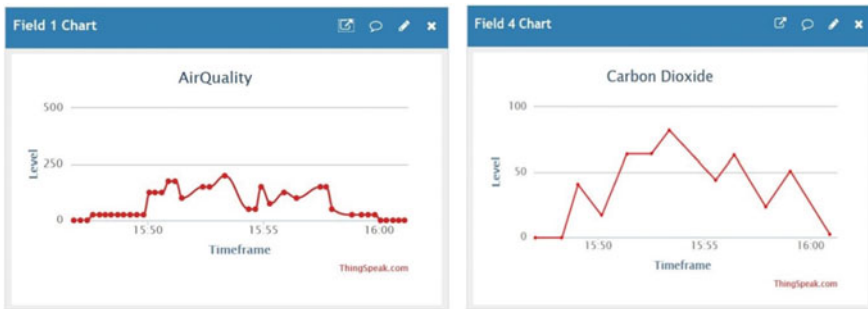 Field 1 Chart
AirQuality
500
250
0
Level
15:50 15:55 16:00
Timeframe
ThingSpeak.com
Field 4 Chart
Carbon Dioxide
100
50
0
Level
15:50 15:55 16:00
Timeframe
ThingSpeak.com